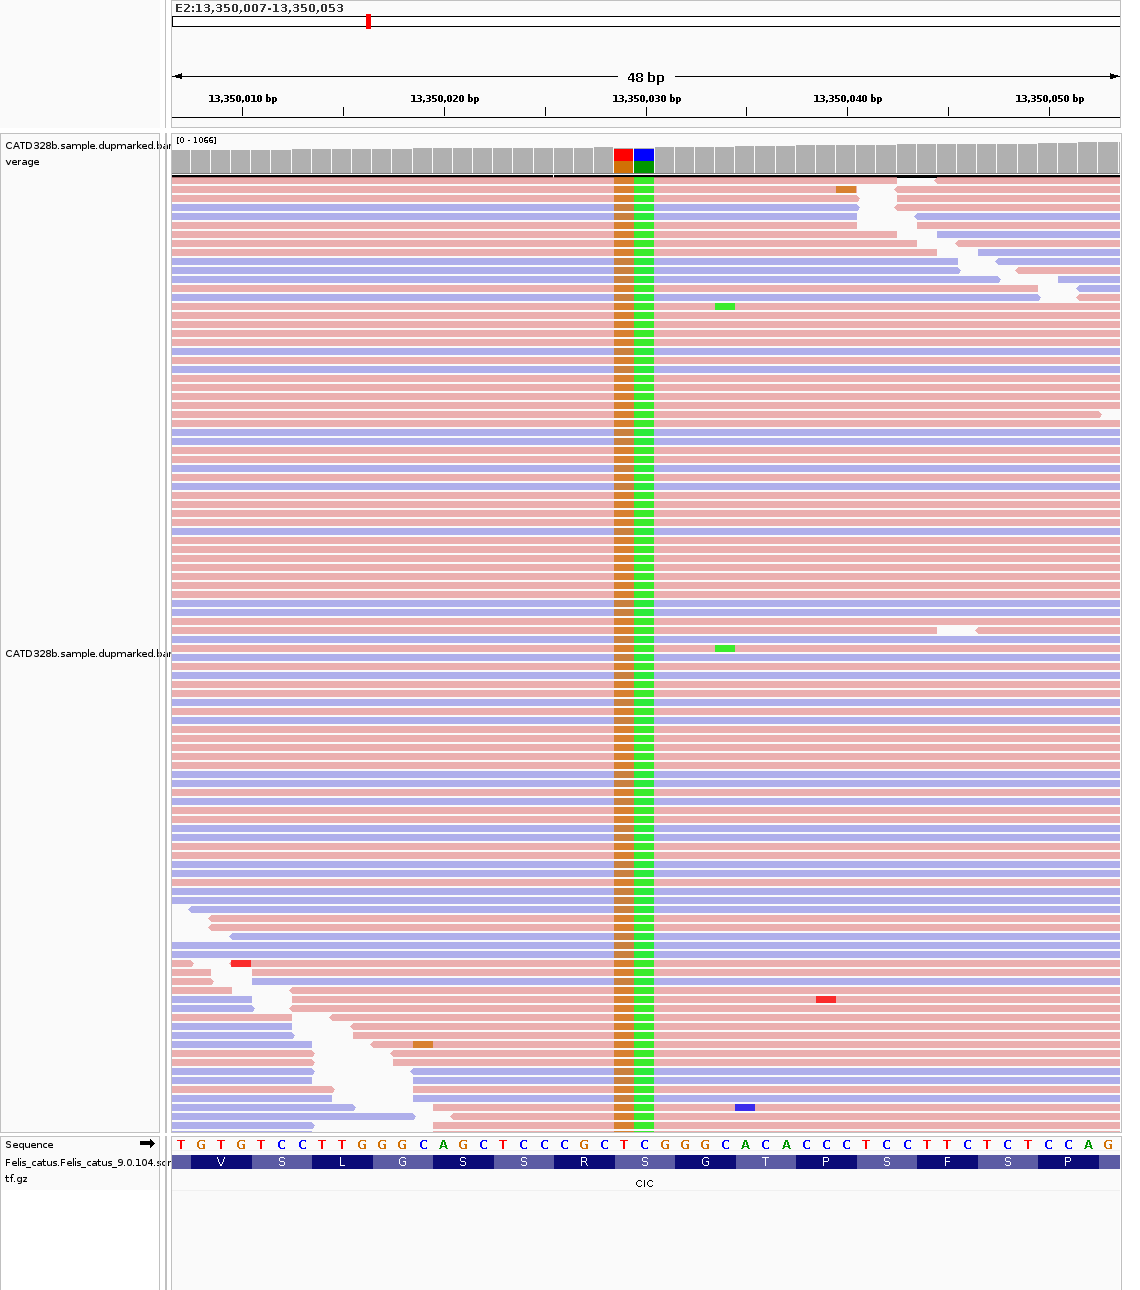 E2:13,350,007-13,350,053
48 bp
13,350,010 bp 13,350,020 bp 13,350,030 bp 13,350,040 bp 13,350,050 bp
CATD328b.sample.dupmarked.bar
verage
[0 - 1066]
CATD328b.sample.dupmarked.bar
Sequence
T G T G T C C T T G G G C A G C T C C C G C T C G G G C A C A C C C T C C T T C T C T C C A G
Felis_catus.Felis_catus_9.0.104.sor
tf.gz
V S L G S S R S G T P S F S P
CIC